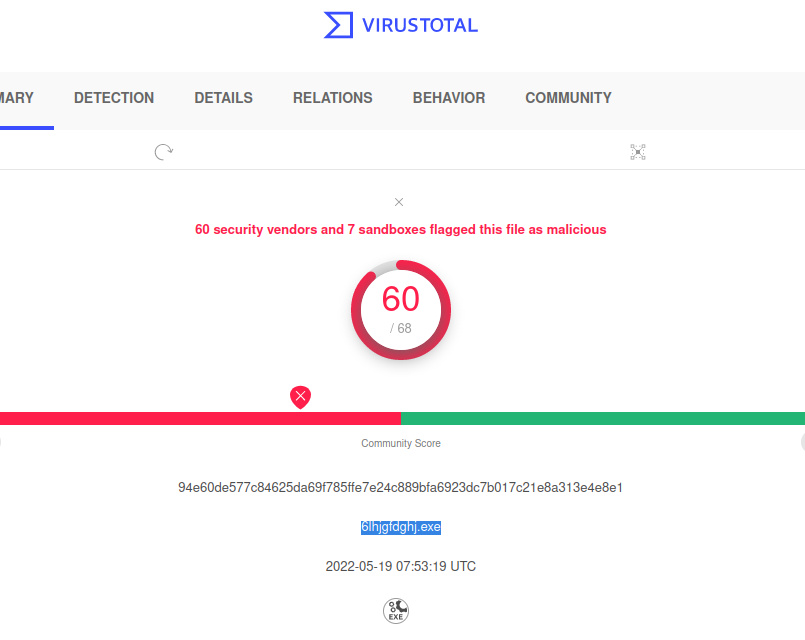 VIRUSTOTAL
MARY DETECTION DETAILS RELATIONS BEHAVIOR COMMUNITY
60 security vendors and 7 sandboxes flagged this file as malicious
60
/ 68
Community Score
94e60de577c84625da69f785ffe7e24c889bfa6923dc7b017c21e8a313e4e8e1
6lhjgfdghj.exe
2022-05-19 07:53:19 UTC
EXE